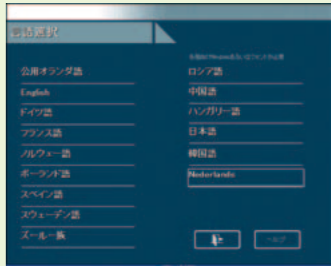 言語選択
公用オランダ語
English
ドイツ語
フランス語
ノルウェー語
ポーランド語
スペイン語
スウェーデン語
ズールー族
ロシア語
中国語
ハンガリー語
日本語
韓国語
Nederlands
ヘルプ